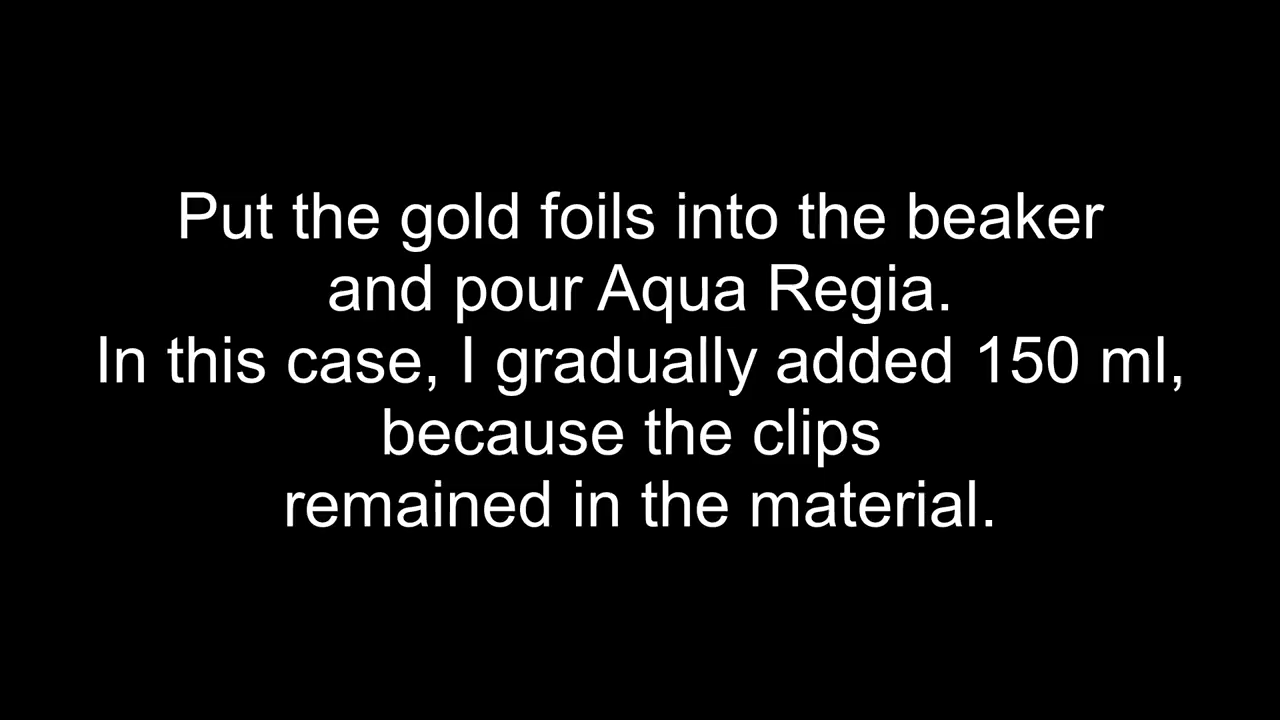 Put the gold foils into the beaker
and pour Aqua Regia.
In this case, I gradually added 150 ml,
because the clips
remained in the material.